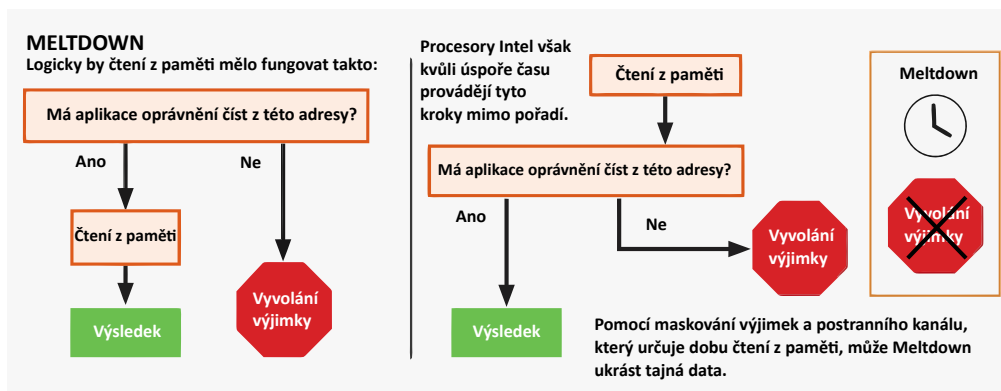 MELTDOWN
Logicky by čtení z paměti mělo fungovat takto:
Má aplikace oprávnění číst z této adresy?
Ano
Ne
Čtení z paměti
Výsledek
Vyvolání
výjimky
Procesory Intel však
kvůli úspoře času
provádějí tyto
kroky mimo pořadí.
Čtení z paměti
Má aplikace oprávnění číst z této adresy?
Ano
Ne
Vyvolání
výjimky
Výsledek
Pomocí maskování výjimek a postranního kanálu,
který určuje dobu čtení z paměti, může Meltdown
ukrást tajná data.
Meltdown
Vyvolání
výjimky